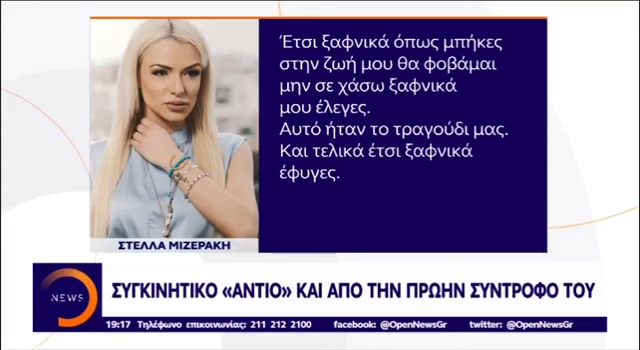 Έτσι ξαφνικά όπως μπήκες
στην ζωή μου θα φοβάμαι
μην σε χάσω ξαφνικά
μου έλεγες.
Αυτό ήταν το τραγούδι μας.
Και τελικά έτσι ξαφνικά
έφυγες.
ΣΤΕΛΛΑ ΜΙΖΕΡΑΚΗ
NEWS
ΣΥΓΚΙΝΗΤΙΚΟ «ΑΝΤΙΟ» ΚΑΙ ΑΠΟ ΤΗΝ ΠΡΩΗΝ ΣΥΝΤΡΟΦΟ ΤΟΥ
19:17 Τηλέφωνο επικοινωνίας: 211 212 2100 facebook: @OpenNewsGr twitter: @OpenNewsGr